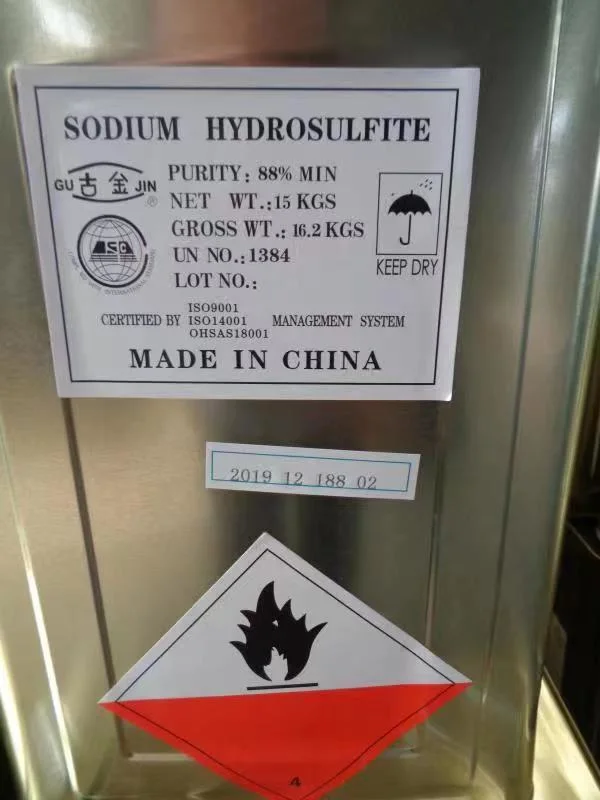 SODIUM HYDROSULFITE
GU 古金 JIN
®
PURITY: 88% MIN
NET WT.:15 KGS
GROSS WT.: 16.2 KGS
UN NO.:1384
LOT NO.:
KEEP DRY
CERTIFIED BY ISO9001
ISO14001 MANAGEMENT SYSTEM
OHSAS18001
MADE IN CHINA
2019 12 188 02
4